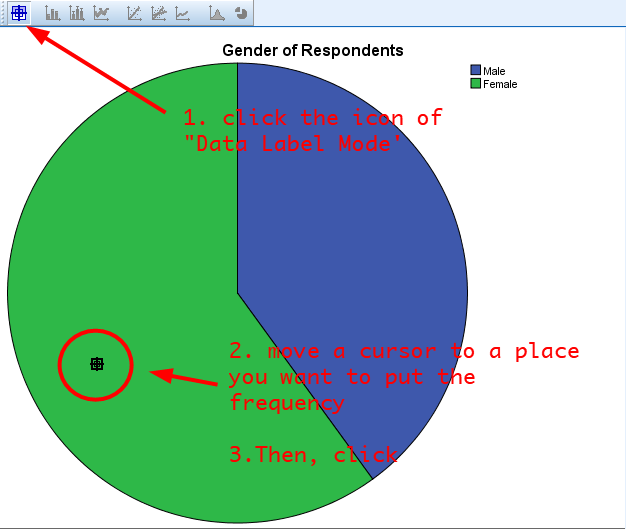 Gender of Respondents
Male
Female
1. click the icon of
"Data Label Mode"
2. move a cursor to a place
you want to put the
frequency
3.Then, click